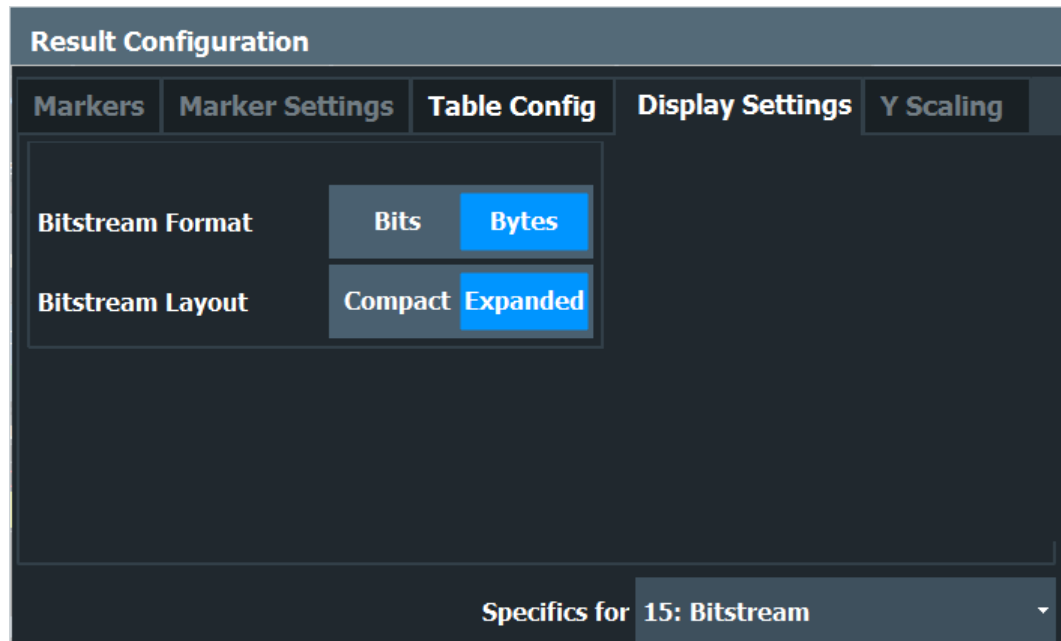 Result Configuration
Markers Marker Settings Table Config Display Settings Y Scaling
Bitstream Format Bits Bytes
Bitstream Layout Compact Expanded
Specifics for 15: Bitstream